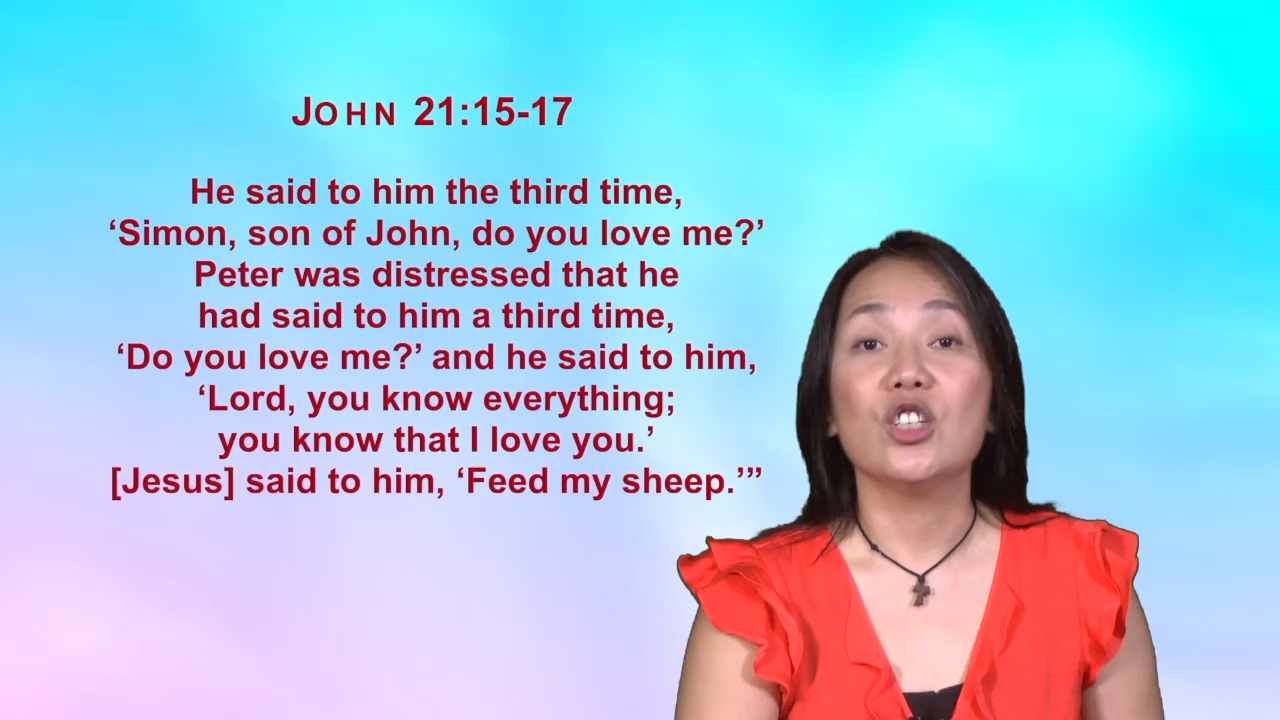 JOHN 21:15-17
He said to him the third time,
‘Simon, son of John, do you love me?’
Peter was distressed that he
had said to him a third time,
‘Do you love me?’ and he said to him,
‘Lord, you know everything;
you know that I love you.’
[Jesus] said to him, ‘Feed my sheep.’”